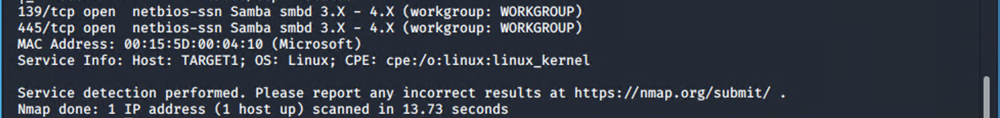 139/tcp open  netbios-ssn Samba smbd 3.X - 4.X (workgroup: WORKGROUP)
445/tcp open  netbios-ssn Samba smbd 3.X - 4.X (workgroup: WORKGROUP)
MAC Address: 00:15:5D:00:04:10 (Microsoft)
Service Info: Host: TARGET1; OS: Linux; CPE: cpe:/o:linux:linux_kernel
Service detection performed. Please report any incorrect results at https://nmap.org/submit/ .
Nmap done: 1 IP address (1 host up) scanned in 13.73 seconds